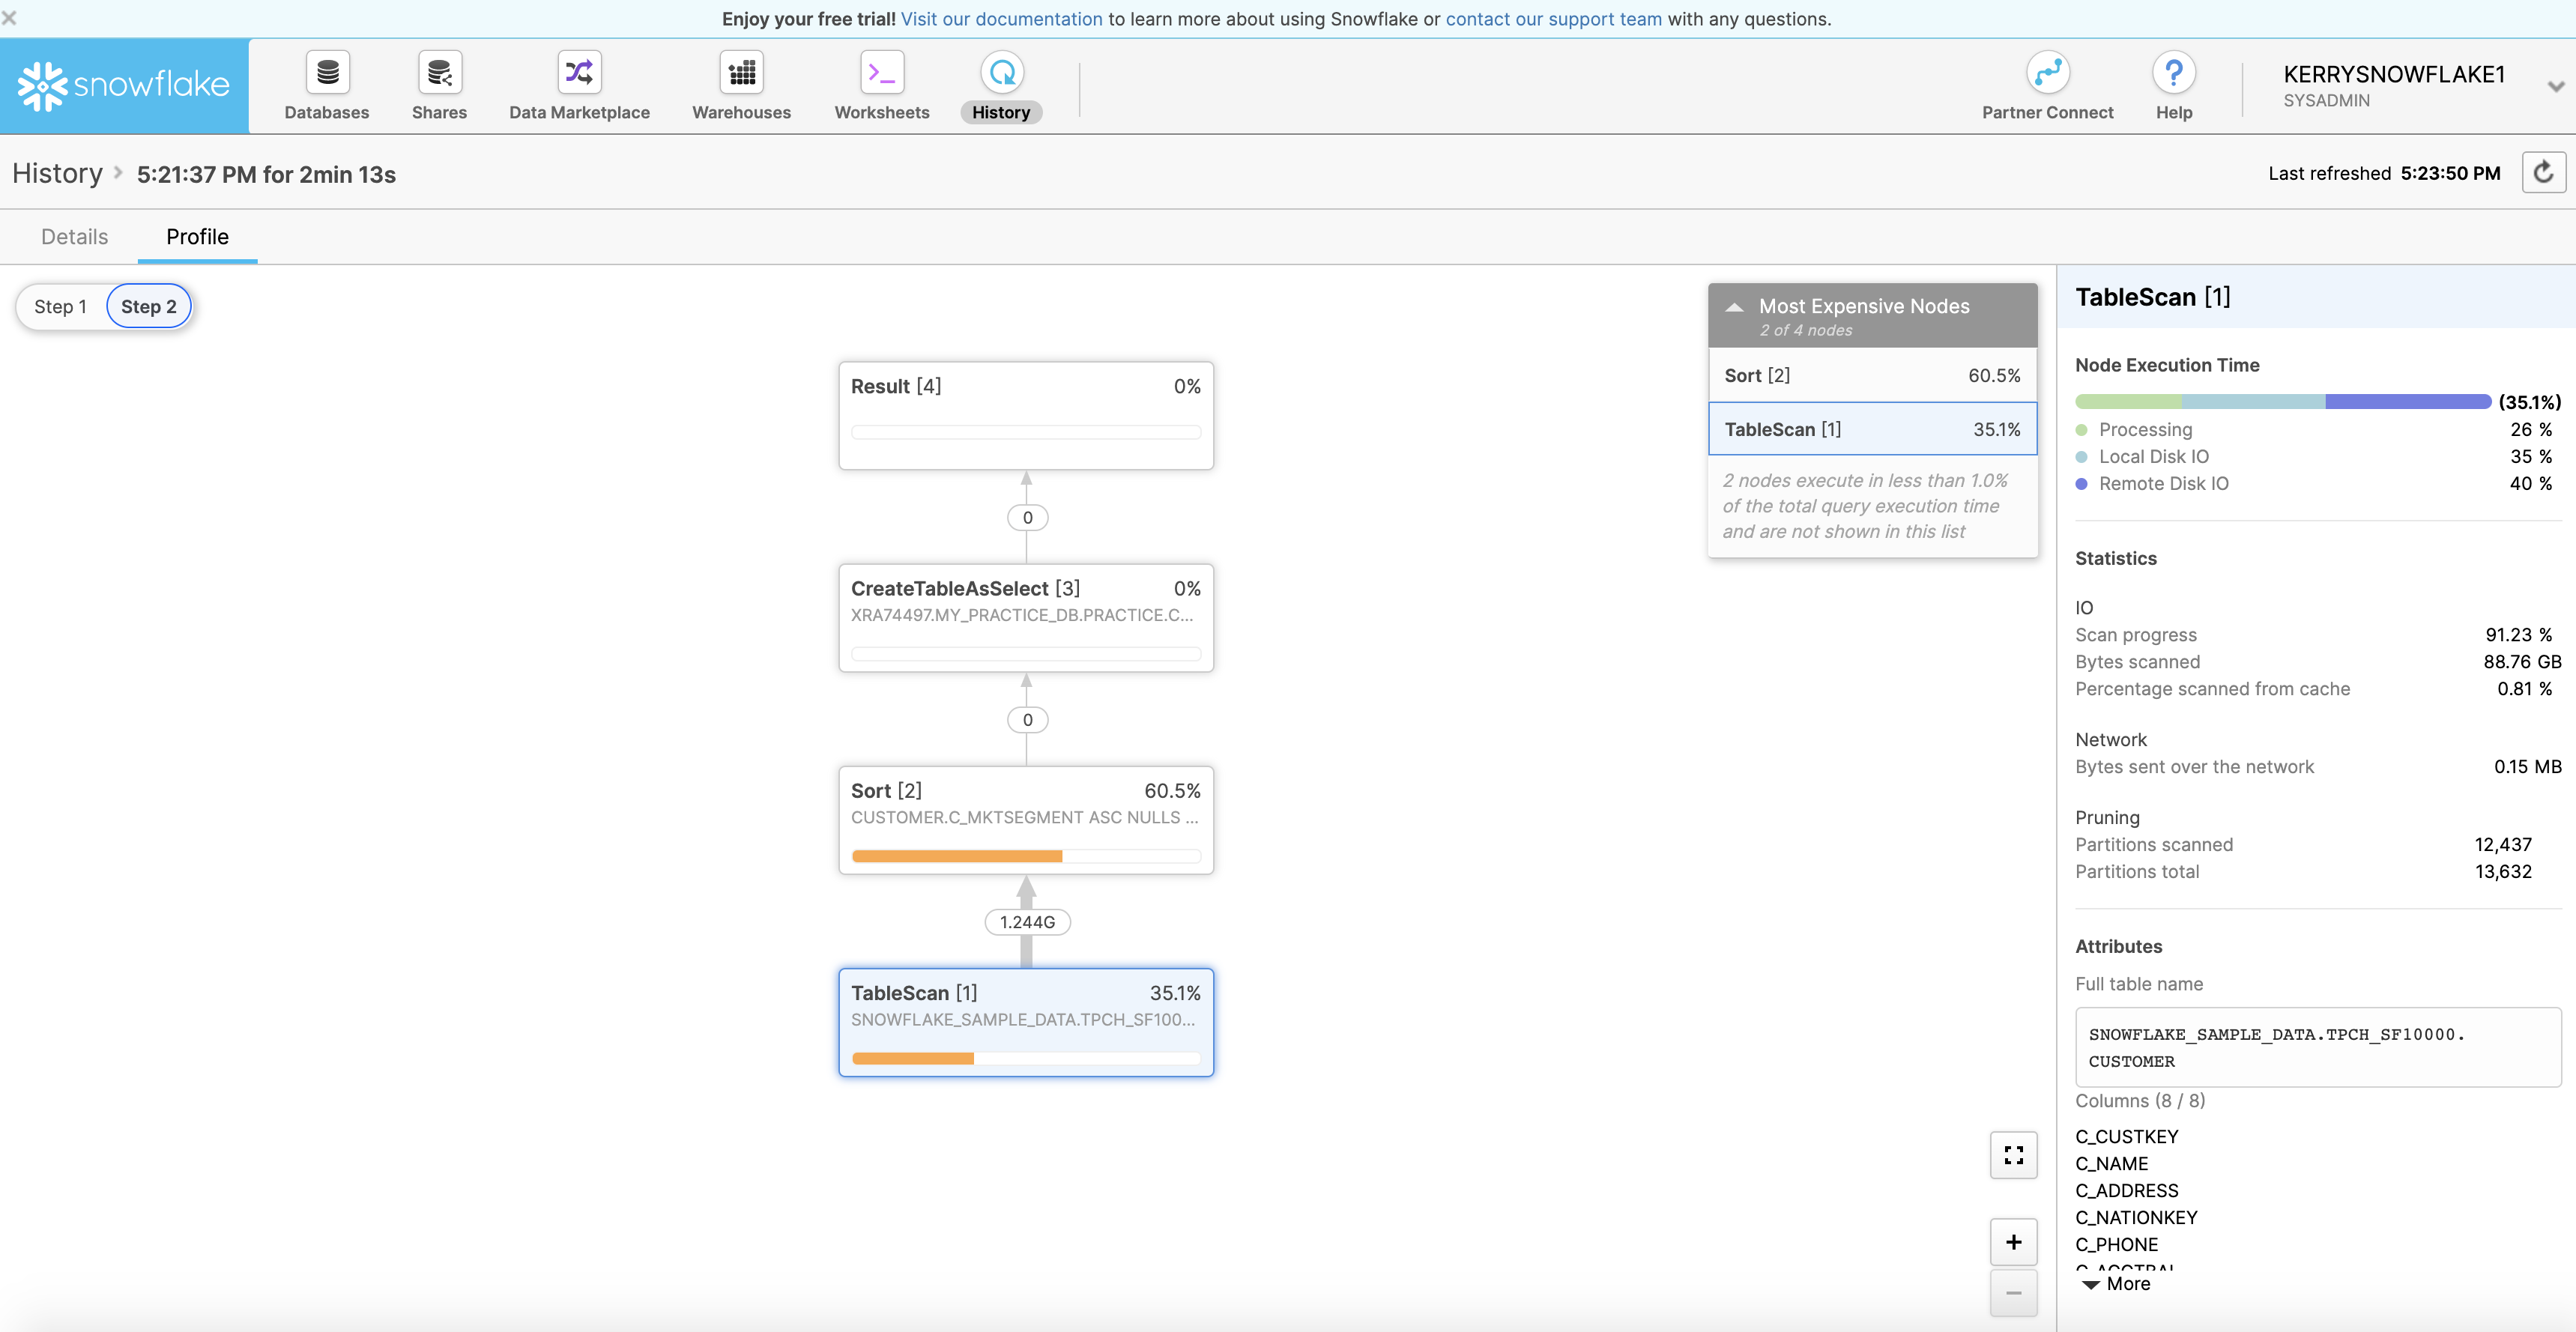 Enjoy your free trial! Visit our documentation to learn more about using Snowflake or contact our support team with any questions.
snowflake
Databases
Shares
Data Marketplace
Warehouses
Worksheets
History
Partner Connect
Help
KERRYSNOWFLAKE1
SYSADMIN
History
5:21:37 PM for 2min 13s
Last refreshed 5:23:50 PM
Details
Profile
Step 1
Step 2
Result [4] 0%
0
CreateTableAsSelect [3] 0%
XRA74497.MY_PRACTICE_DB.PRACTICE.C...
0
Sort [2] 60.5%
CUSTOMER.C_MKTSEGMENT ASC NULLS ...
1.244G
TableScan [1] 35.1%
SNOWFLAKE_SAMPLE_DATA.TPCH_SF100...
Most Expensive Nodes
2 of 4 nodes
Sort [2] 60.5%
TableScan [1] 35.1%
2 nodes execute in less than 1.0%
of the total query execution time
and are not shown in this list
TableScan [1]
Node Execution Time
(35.1%)
Processing 26 %
Local Disk IO 35 %
Remote Disk IO 40 %
Statistics
IO
Scan progress 91.23 %
Bytes scanned 88.76 GB
Percentage scanned from cache 0.81 %
Network
Bytes sent over the network 0.15 MB
Pruning
Partitions scanned 12,437
Partitions total 13,632
Attributes
Full table name
SNOWFLAKE_SAMPLE_DATA.TPCH_SF10000.
CUSTOMER
Columns (8 / 8)
C_CUSTKEY
C_NAME
C_ADDRESS
C_NATIONKEY
C_PHONE
More